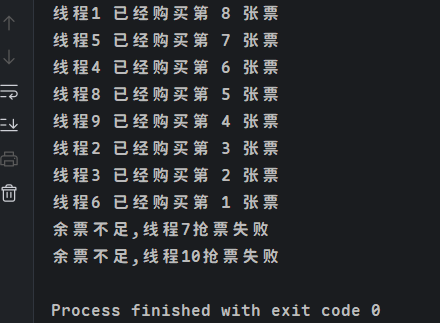 线程1 已经购买第 8 张票
线程5 已经购买第 7 张票
线程4 已经购买第 6 张票
线程8 已经购买第 5 张票
线程9 已经购买第 4 张票
线程2 已经购买第 3 张票
线程3 已经购买第 2 张票
线程6 已经购买第 1 张票
余票不足,线程7抢票失败
余票不足,线程10抢票失败
Process finished with exit code 0